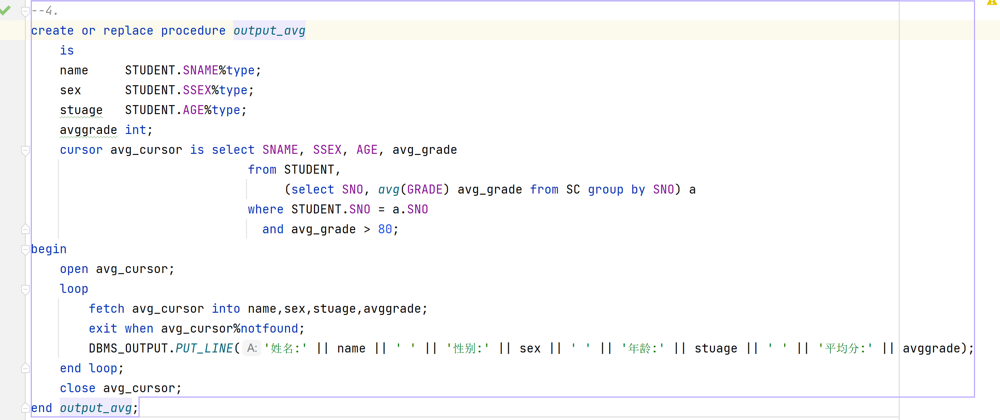 --4.
create or replace procedure output_avg
    is
    name     STUDENT.SNAME%type;
    sex      STUDENT.SSEX%type;
    stuage   STUDENT.AGE%type;
    avggrade int;
    cursor avg_cursor is select SNAME, SSEX, AGE, avg_grade
                              from STUDENT,
                                   (select SNO, avg(GRADE) avg_grade from SC group by SNO) a
                              where STUDENT.SNO = a.SNO
                                and avg_grade > 80;
begin
    open avg_cursor;
    loop
        fetch avg_cursor into name,sex,stuage,avggrade;
        exit when avg_cursor%notfound;
        DBMS_OUTPUT.PUT_LINE( A: '姓名:' || name || ' ' || '性别:' || sex || ' ' || '年龄:' || stuage || ' ' || '平均分:' || avggrade);
    end loop;
    close avg_cursor;
end output_avg;